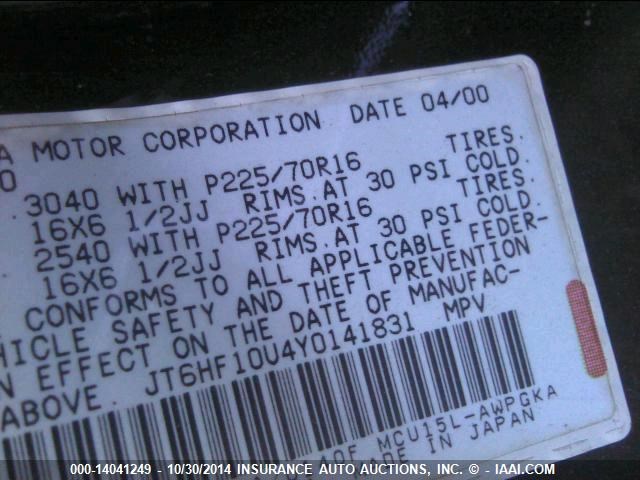 A MOTOR CORPORATION DATE 04/00
0
3040 WITH P225/70R16 TIRES.
16X6 1/2JJ RIMS.AT 30 PSI COLD.
2540 WITH P225/70R16 TIRES.
16X6 1/2JJ RIMS.AT 30 PSI COLD.
CONFORMS TO ALL APPLICABLE FEDER-
HICLE SAFETY AND THEFT PREVENTION
N EFFECT ON THE DATE OF MANUFAC-
ABOVE. JT6HF10U4Y0141831 MPV
MCU15L-AWPGKA
MADE IN JAPAN
000-14041249 - 10/30/2014 INSURANCE AUTO AUCTIONS, INC. - © - IAAI.COM